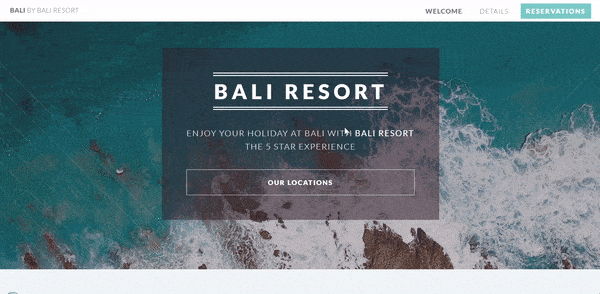 BALI BY BALI RESORT
WELCOME
DETAILS
RESERVATIONS
BALI RESORT
ENJOY YOUR HOLIDAY AT BALI WITH BALI RESORT
THE 5 STAR EXPERIENCE
OUR LOCATIONS